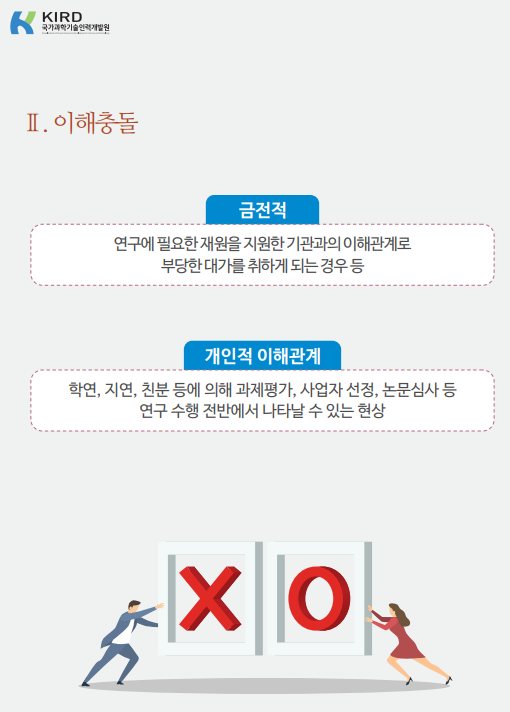 KIRD
국가과학기술인력개발원
Ⅱ. 이해충돌
금전적
연구에 필요한 재원을 지원한 기관과의 이해관계로
부당한 대가를 취하게 되는 경우 등
개인적 이해관계
학연, 지연, 친분 등에 의해 과제평가, 사업자 선정, 논문심사 등
연구 수행 전반에서 나타날 수 있는 현상
X O